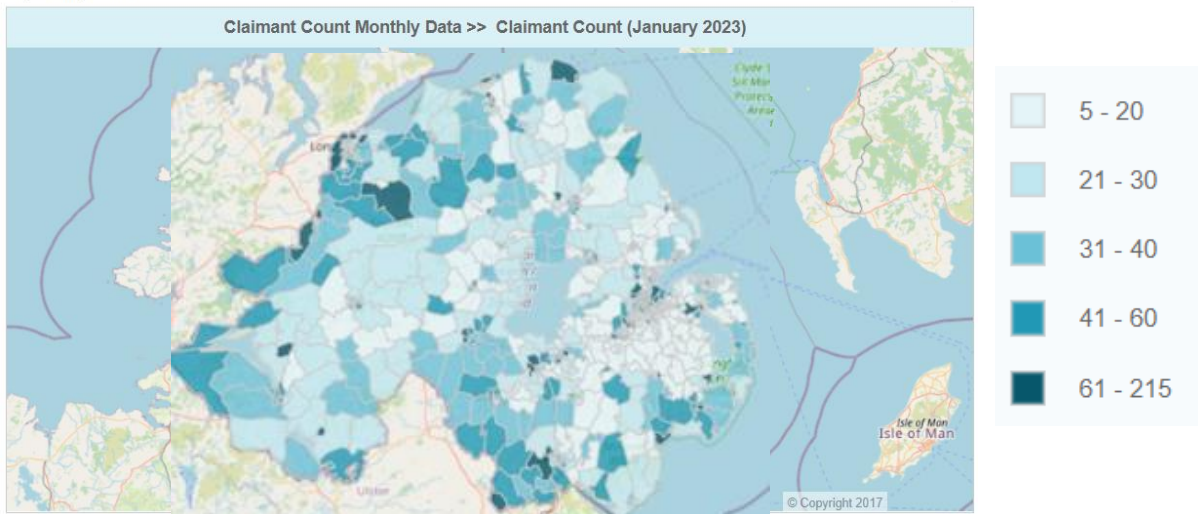 Claimant Count Monthly Data >> Claimant Count (January 2023)
5 - 20
21 - 30
31 - 40
41 - 60
61 - 215
Lon
Ulster
Isle of Man
Isle of Man
© Copyright 2017